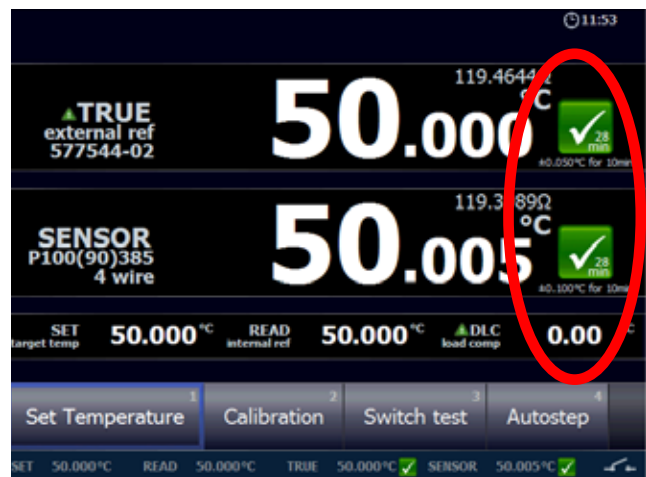 11:53
119.4644Ω
▲TRUE
external ref
577544-02
50.000 °C
28 min
±0.050°C for 10min
SENSOR
P100(90)385
4 wire
50.005 °C
28 min
±0.100°C for 10min
SET
target temp
50.000 °C
READ
internal ref
50.000 °C
▲DLC
load comp
0.00 °C
1
Set Temperature
2
Calibration
3
Switch test
4
Autostep
SET 50.000°C READ 50.000°C TRUE 50.000°C SENSOR 50.005°C